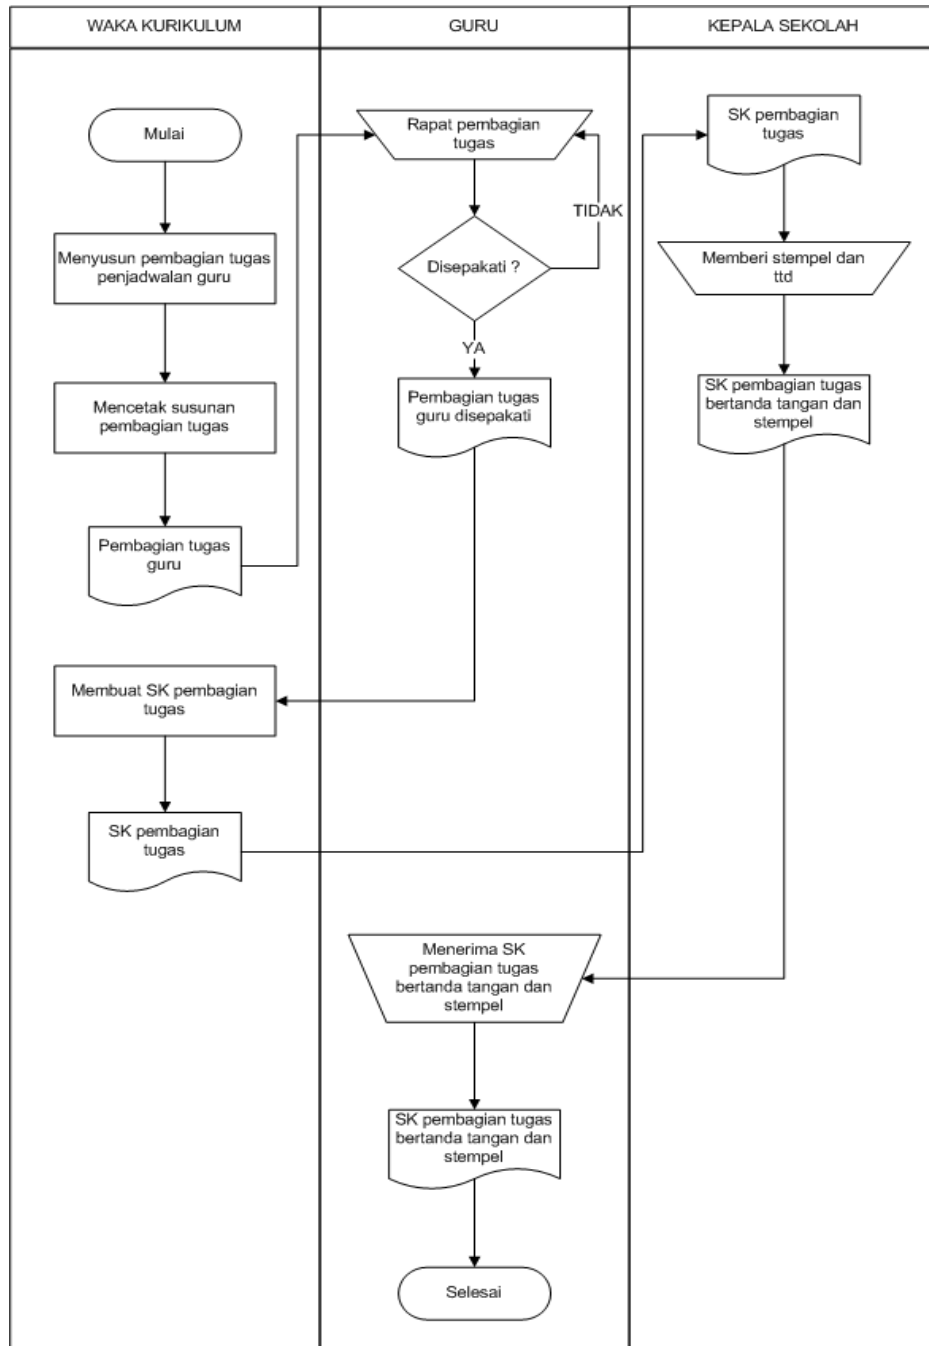 WAKA KURIKULUM
GURU
KEPALA SEKOLAH
Mulai
Menyusun pembagian tugas
penjadwalan guru
Mencetak susunan
pembagian tugas
Pembagian tugas
guru
Membuat SK pembagian
tugas
SK pembagian
tugas
Rapat pembagian
tugas
TIDAK
Disepakati ?
YA
Pembagian tugas
guru disepakati
Menerima SK
pembagian tugas
bertanda tangan dan
stempel
SK pembagian tugas
bertanda tangan dan
stempel
Selesai
SK pembagian
tugas
Memberi stempel dan
ttd
SK pembagian tugas
bertanda tangan dan
stempel